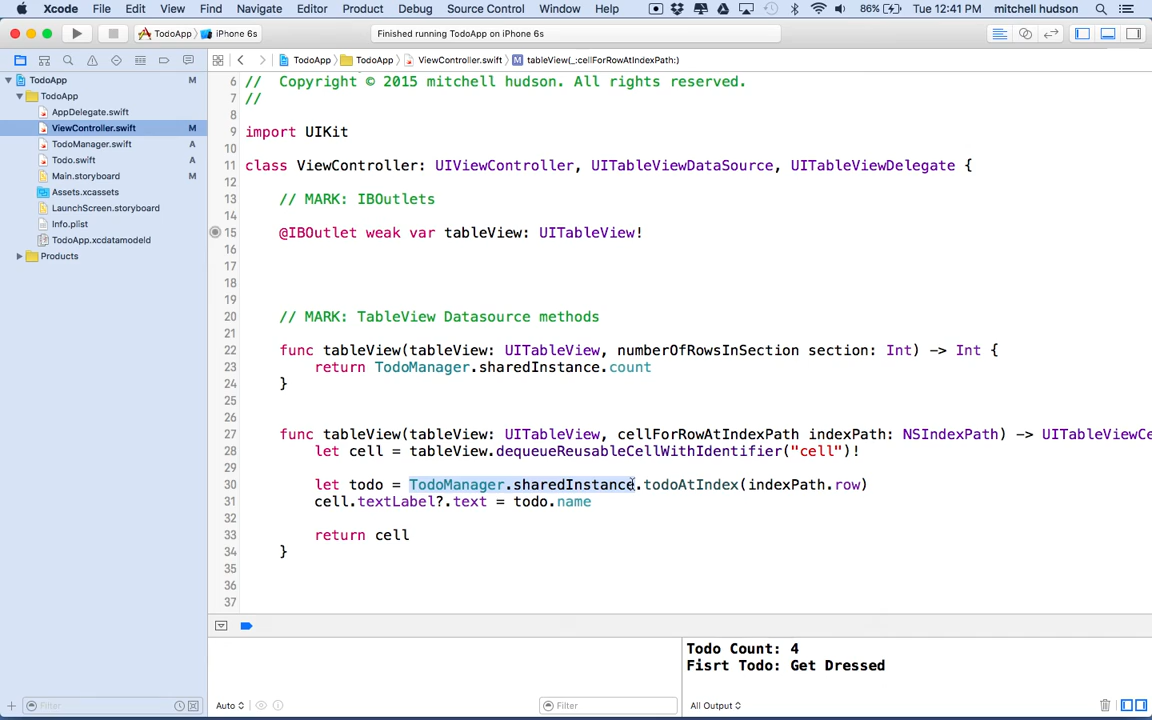 Xcode File Edit View Find Navigate Editor Product Debug Source Control Window Help 86% Tue 12:41 PM mitchell hudson
TodoApp iPhone 6s Finished running TodoApp on iPhone 6s
TodoApp TodoApp ViewController.swift M tableView(_:cellForRowAtIndexPath:)
TodoApp M
TodoApp
AppDelegate.swift
ViewController.swift M
TodoManager.swift A
Todo.swift A
Main.storyboard M
Assets.xcassets
LaunchScreen.storyboard
Info.plist
TodoApp.xcdatamodeld
Products
6 // Copyright © 2015 mitchell hudson. All rights reserved.
7 //
8
9 import UIKit
10
11 class ViewController: UIViewController, UITableViewDataSource, UITableViewDelegate {
12
13 // MARK: IBOutlets
14
15 @IBOutlet weak var tableView: UITableView!
16
17
18
19
20 // MARK: TableView Datasource methods
21
22 func tableView(tableView: UITableView, numberOfRowsInSection section: Int) -> Int {
23 return TodoManager.sharedInstance.count
24 }
25
26
27 func tableView(tableView: UITableView, cellForRowAtIndexPath indexPath: NSIndexPath) -> UITableViewCe
28 let cell = tableView.dequeueReusableCellWithIdentifier("cell")!
29
30 let todo = TodoManager.sharedInstance.todoAtIndex(indexPath.row)
31 cell.textLabel?.text = todo.name
32
33 return cell
34 }
35
36
37
Todo Count: 4
Fisrt Todo: Get Dressed
Filter Auto Filter All Output